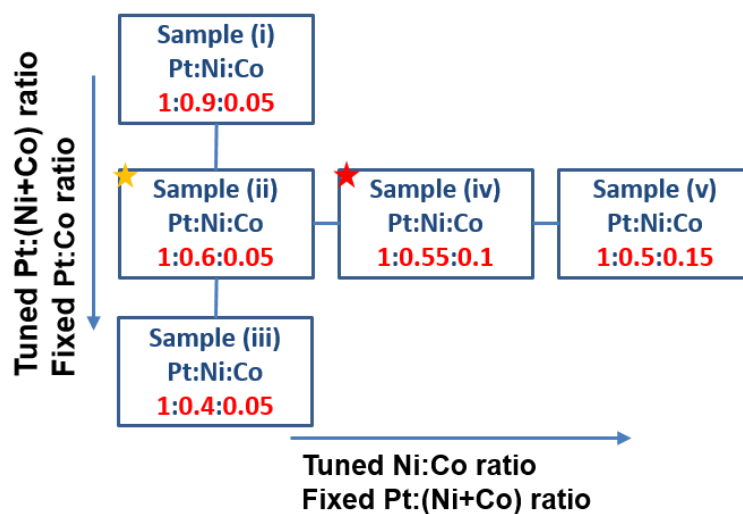 Sample (i)
Pt:Ni:Co
1:0.9:0.05
Tuned Pt:(Ni+Co) ratio
Fixed Pt:Co ratio
Sample (ii)
Pt:Ni:Co
1:0.6:0.05
Sample (iv)
Pt:Ni:Co
1:0.55:0.1
Sample (v)
Pt:Ni:Co
1:0.5:0.15
Sample (iii)
Pt:Ni:Co
1:0.4:0.05
Tuned Ni:Co ratio
Fixed Pt:(Ni+Co) ratio